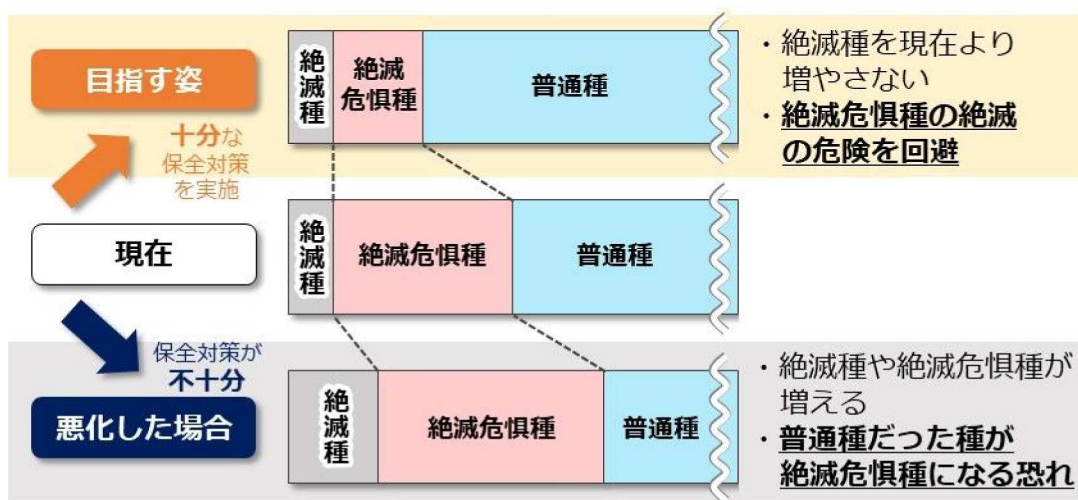 目指す姿
十分な
保全対策
を実施
絶滅種
絶滅
危惧種
普通種
・絶滅種を現在より
増やさない
・絶滅危惧種の絶滅
の危険を回避
現在
絶滅種
絶滅危惧種
普通種
保全対策が
不十分
悪化した場合
絶滅種
絶滅危惧種
普通種
・絶滅種や絶滅危惧種が
増える
・普通種だった種が
絶滅危惧種になる恐れ